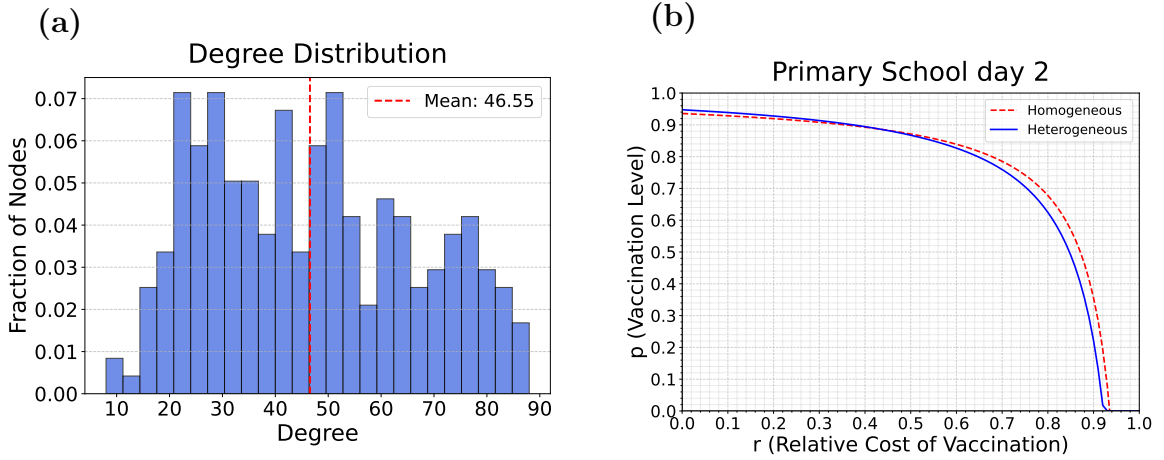 (a)
Degree Distribution
Mean: 46.55
Fraction of Nodes
0.07
0.06
0.05
0.04
0.03
0.02
0.01
0.00
10 20 30 40 50 60 70 80 90
Degree
(b)
Primary School day 2
Homogeneous
Heterogeneous
p (Vaccination Level)
1.0
0.9
0.8
0.7
0.6
0.5
0.4
0.3
0.2
0.1
0.0
0.0 0.1 0.2 0.3 0.4 0.5 0.6 0.7 0.8 0.9 1.0
r (Relative Cost of Vaccination)